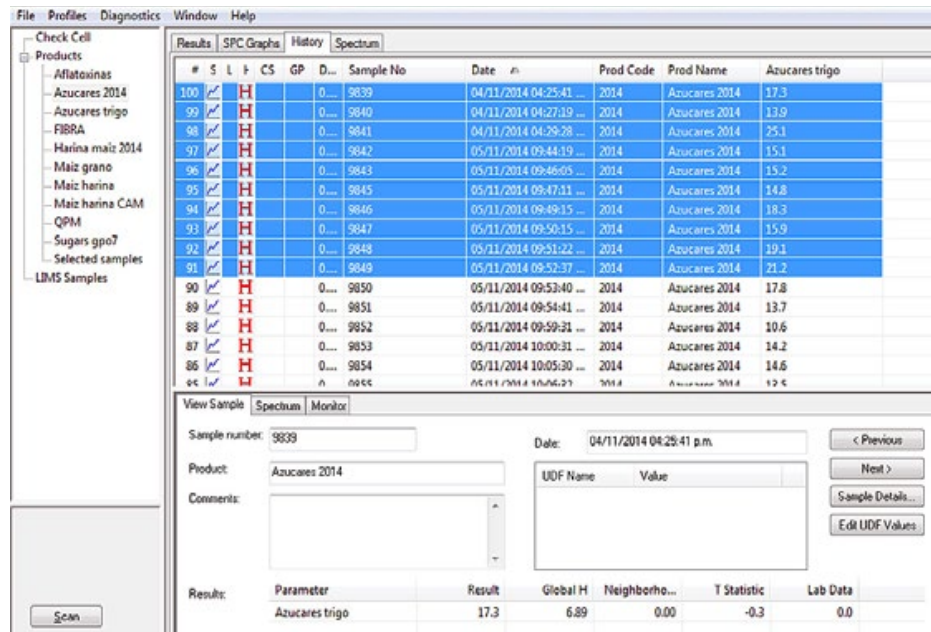 File Profiles Diagnostics Window Help
Check Cell
Products
Aflatoxinas
Azucares 2014
Azucares trigo
FIBRA
Harina maiz 2014
Maiz grano
Maiz harina
Maiz harina CAM
QPM
Sugars gpo7
Selected samples
LIMS Samples
Scan
Results SPC Graphs History Spectrum
# S L H CS GP D... Sample No Date Prod Code Prod Name Azucares trigo
100 H 0.... 9839 04/11/2014 04:25:41 ... 2014 Azucares 2014 17.3
99 H 0.... 9840 04/11/2014 04:27:19 ... 2014 Azucares 2014 13.9
98 H 0.... 9841 04/11/2014 04:29:28 ... 2014 Azucares 2014 25.1
97 H 0.... 9842 05/11/2014 09:44:19 ... 2014 Azucares 2014 15.1
96 H 0.... 9843 05/11/2014 09:46:05 ... 2014 Azucares 2014 15.2
95 H 0.... 9845 05/11/2014 09:47:11 ... 2014 Azucares 2014 14.8
94 H 0.... 9846 05/11/2014 09:49:15 ... 2014 Azucares 2014 18.3
93 H 0.... 9847 05/11/2014 09:50:15 ... 2014 Azucares 2014 15.9
92 H 0.... 9848 05/11/2014 09:51:22 ... 2014 Azucares 2014 19.1
91 H 0.... 9849 05/11/2014 09:52:37 ... 2014 Azucares 2014 21.2
90 H 0.... 9850 05/11/2014 09:53:40 ... 2014 Azucares 2014 17.8
89 H 0.... 9851 05/11/2014 09:54:41 ... 2014 Azucares 2014 13.7
88 H 0.... 9852 05/11/2014 09:59:31 ... 2014 Azucares 2014 10.6
87 H 0.... 9853 05/11/2014 10:00:31 ... 2014 Azucares 2014 14.2
86 H 0.... 9854 05/11/2014 10:05:30 ... 2014 Azucares 2014 14.6
85 H 0.... 9855 05/11/2014 10:06:32 ... 2014 Azucares 2014 12.5
View Sample Spectrum Monitor
Sample number: 9839 Date: 04/11/2014 04:25:41 p.m. < Previous
Product: Azucares 2014 UDF Name Value Next >
Comments: Sample Details...
Edit UDF Values
Results: Parameter Result Global H Neighborho... T Statistic Lab Data
Azucares trigo 17.3 6.89 0.00 -0.3 0.0